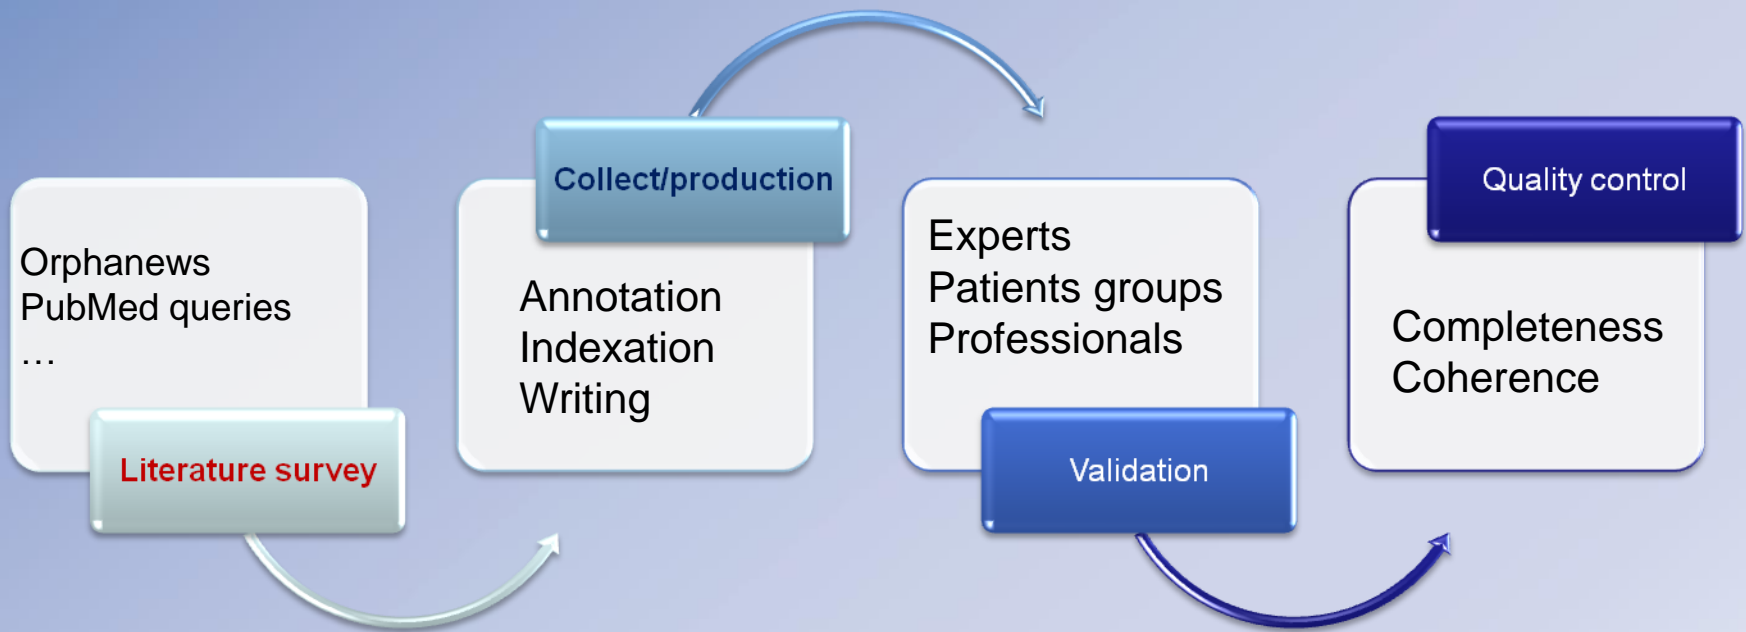 Orphanews
PubMed queries
…
Literature survey
Collect/production
Annotation
Indexation
Writing
Experts
Patients groups
Professionals
Validation
Quality control
Completeness
Coherence